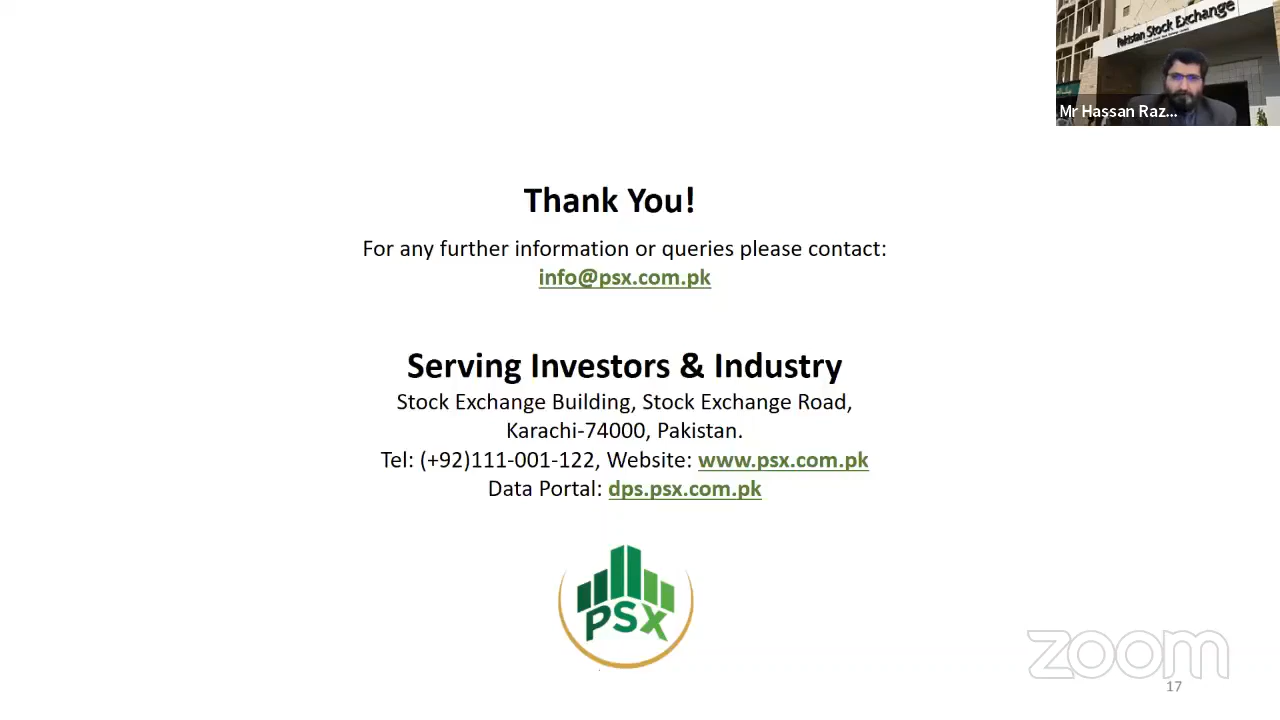 Pakistan Stock Exchange
Mr Hassan Raz...
Thank You!
For any further information or queries please contact:
info@psx.com.pk
Serving Investors & Industry
Stock Exchange Building, Stock Exchange Road,
Karachi-74000, Pakistan.
Tel: (+92)111-001-122, Website: www.psx.com.pk
Data Portal: dps.psx.com.pk
PSX
zoom
17